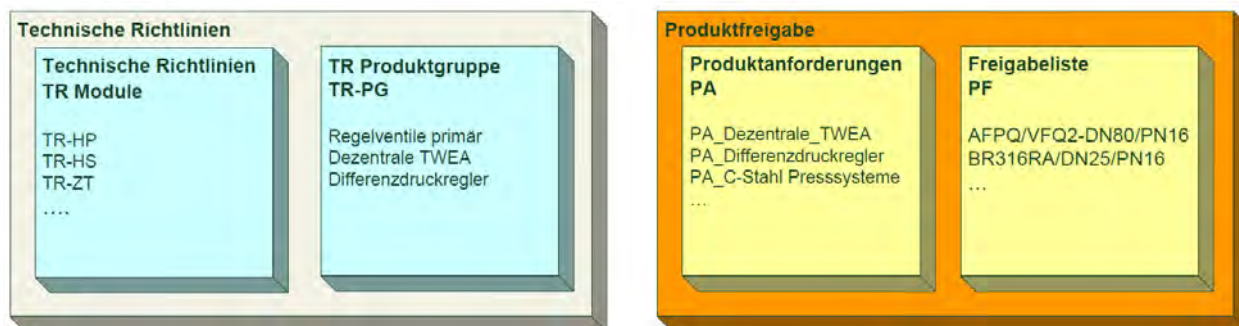 Technische Richtlinien
Technische Richtlinien
TR Module
TR-HP
TR-HS
TR-ZT
....
TR Produktgruppe
TR-PG
Regelventile primär
Dezentrale TWEA
Differenzdruckregler
Produktfreigabe
Produktanforderungen
PA
PA_Dezentrale_TWEA
PA_Differenzdruckregler
PA_C-Stahl Presssysteme
...
Freigabeliste
PF
AFPQ/VFQ2-DN80/PN16
BR316RA/DN25/PN16
...